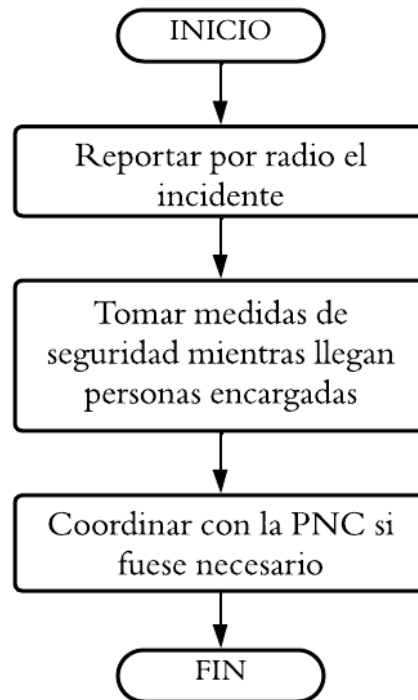 INICIO
Reportar por radio el
incidente
Tomar medidas de
seguridad mientras llegan
personas encargadas
Coordinar con la PNC si
fuese necesario
FIN